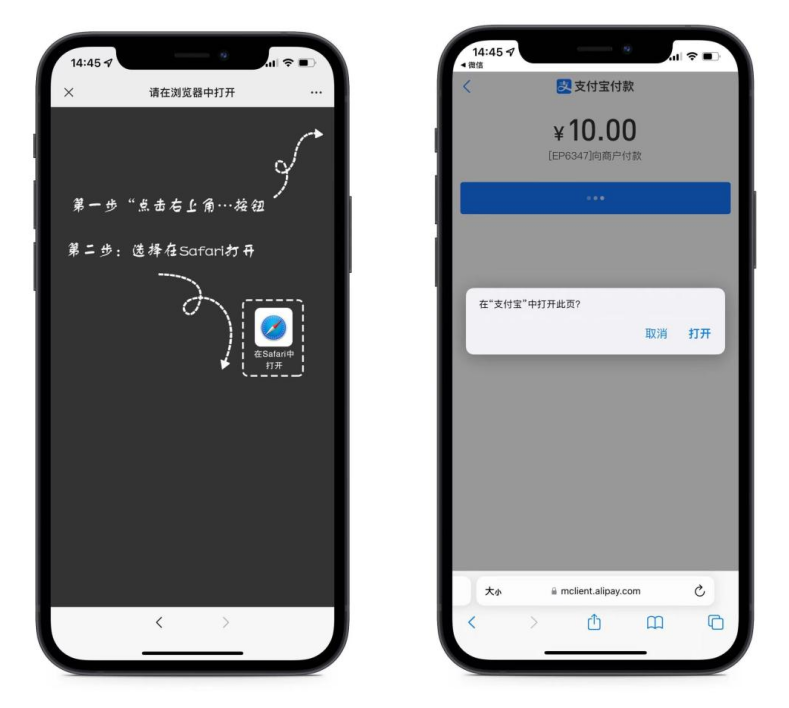 14:45
请在浏览器中打开
第一步“点击右上角…按钮
第二步：选择在Safari打开
在Safari中
打开
14:45
微信
支付宝付款
¥10.00
[EP6347]向商户付款
在“支付宝”中打开此页?
取消 打开
大小 mclient.alipay.com